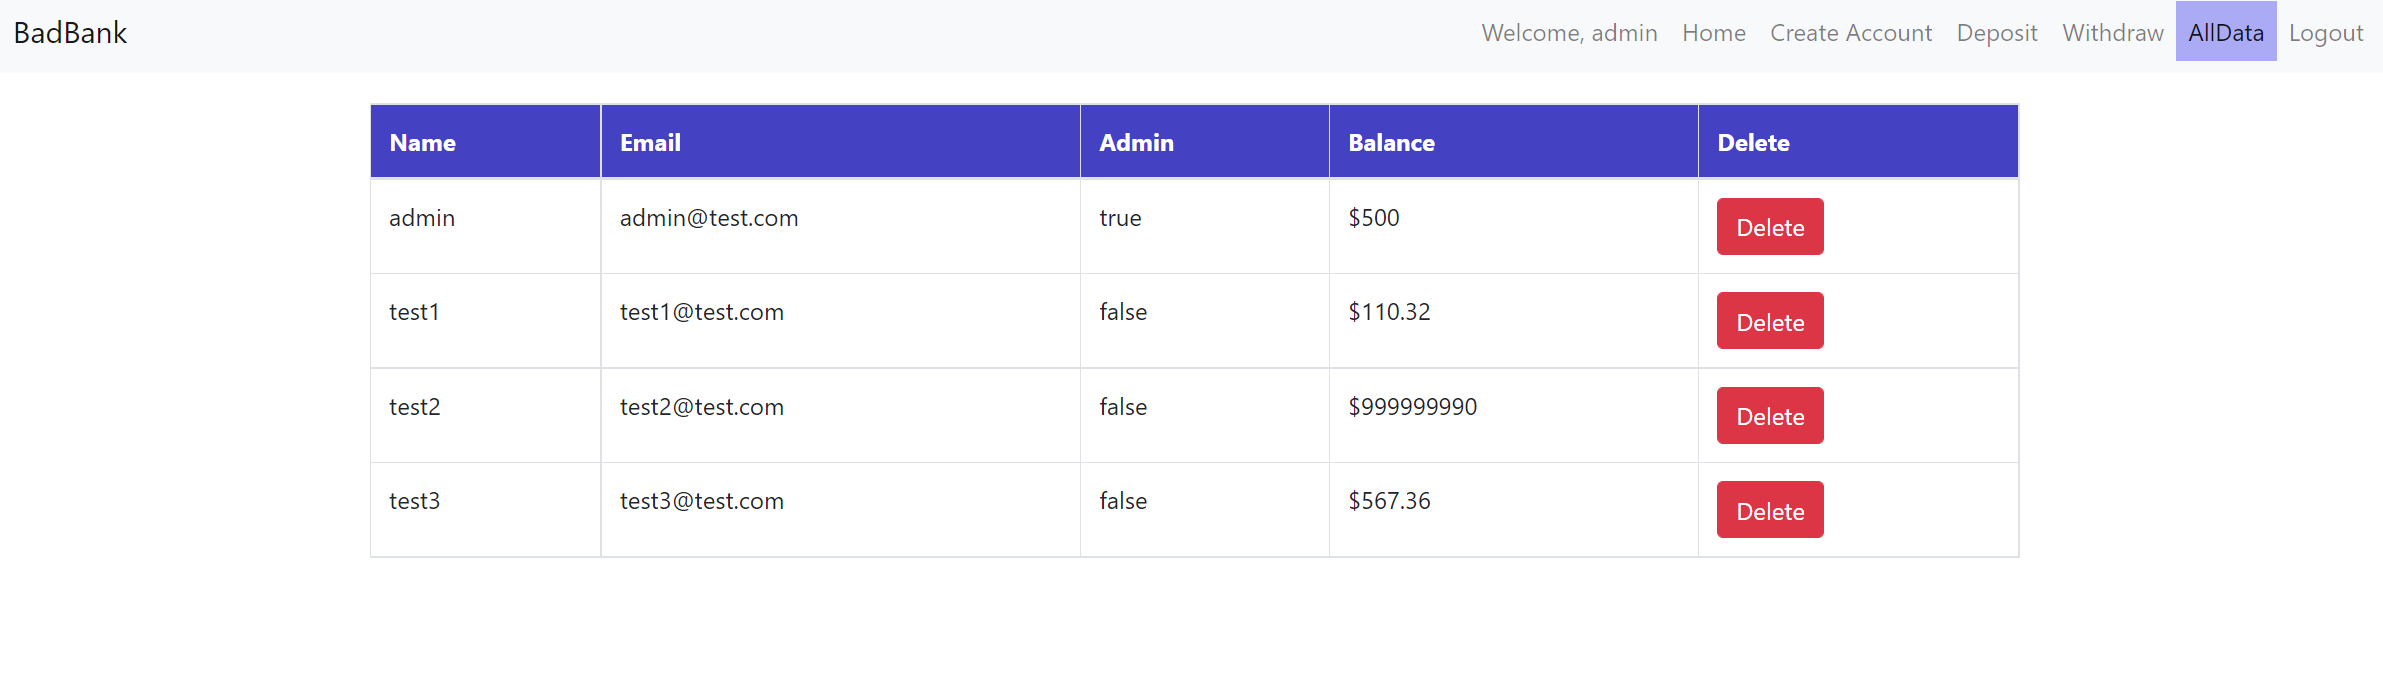 BadBank Welcome, admin Home Create Account Deposit Withdraw AllData Logout
Name Email Admin Balance Delete
admin admin@test.com true $500 Delete
test1 test1@test.com false $110.32 Delete
test2 test2@test.com false $999999990 Delete
test3 test3@test.com false $567.36 Delete